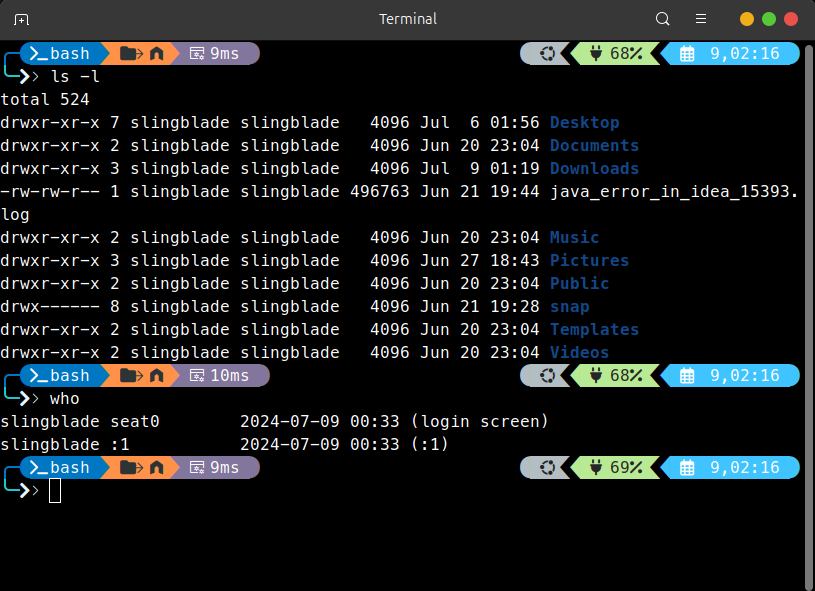 Terminal
bash 9ms 68% 9,02:16
ls -l
total 524
drwxr-xr-x 7 slingblade slingblade   4096 Jul  6 01:56 Desktop
drwxr-xr-x 2 slingblade slingblade   4096 Jun 20 23:04 Documents
drwxr-xr-x 3 slingblade slingblade   4096 Jul  9 01:19 Downloads
-rw-rw-r-- 1 slingblade slingblade 496763 Jun 21 19:44 java_error_in_idea_15393.
log
drwxr-xr-x 2 slingblade slingblade   4096 Jun 20 23:04 Music
drwxr-xr-x 3 slingblade slingblade   4096 Jun 27 18:43 Pictures
drwxr-xr-x 2 slingblade slingblade   4096 Jun 20 23:04 Public
drwx------ 8 slingblade slingblade   4096 Jun 21 19:28 snap
drwxr-xr-x 2 slingblade slingblade   4096 Jun 20 23:04 Templates
drwxr-xr-x 2 slingblade slingblade   4096 Jun 20 23:04 Videos
bash 10ms 68% 9,02:16
who
slingblade seat0        2024-07-09 00:33 (login screen)
slingblade :1           2024-07-09 00:33 (:1)
bash 9ms 69% 9,02:16